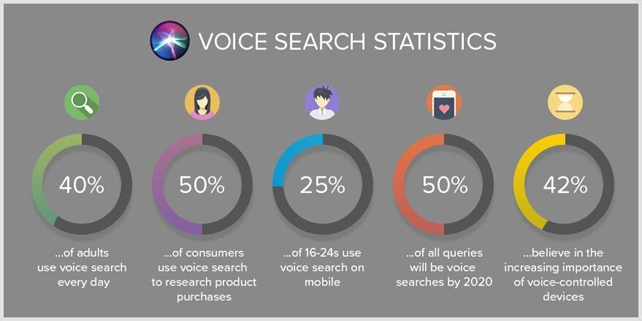 VOICE SEARCH STATISTICS
40%
50%
25%
50%
42%
...of adults
use voice search
every day
...of consumers
use voice search
to research product
purchases
...of 16-24s use
voice search on
mobile
...of all queries
will be voice
searches by 2020
...believe in the
increasing importance
of voice-controlled
devices